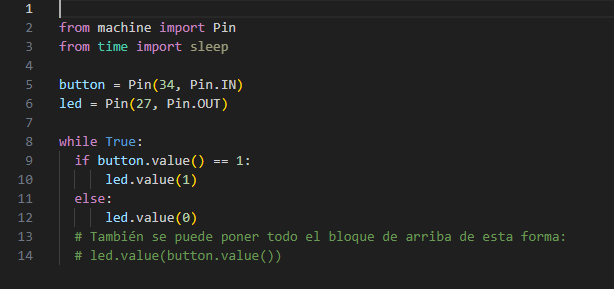 1
2 from machine import Pin
3 from time import sleep
4
5 button = Pin(34, Pin.IN)
6 led = Pin(27, Pin.OUT)
7
8 while True:
9   if button.value() == 1:
10       led.value(1)
11   else:
12       led.value(0)
13   # También se puede poner todo el bloque de arriba de esta forma:
14   # led.value(button.value())